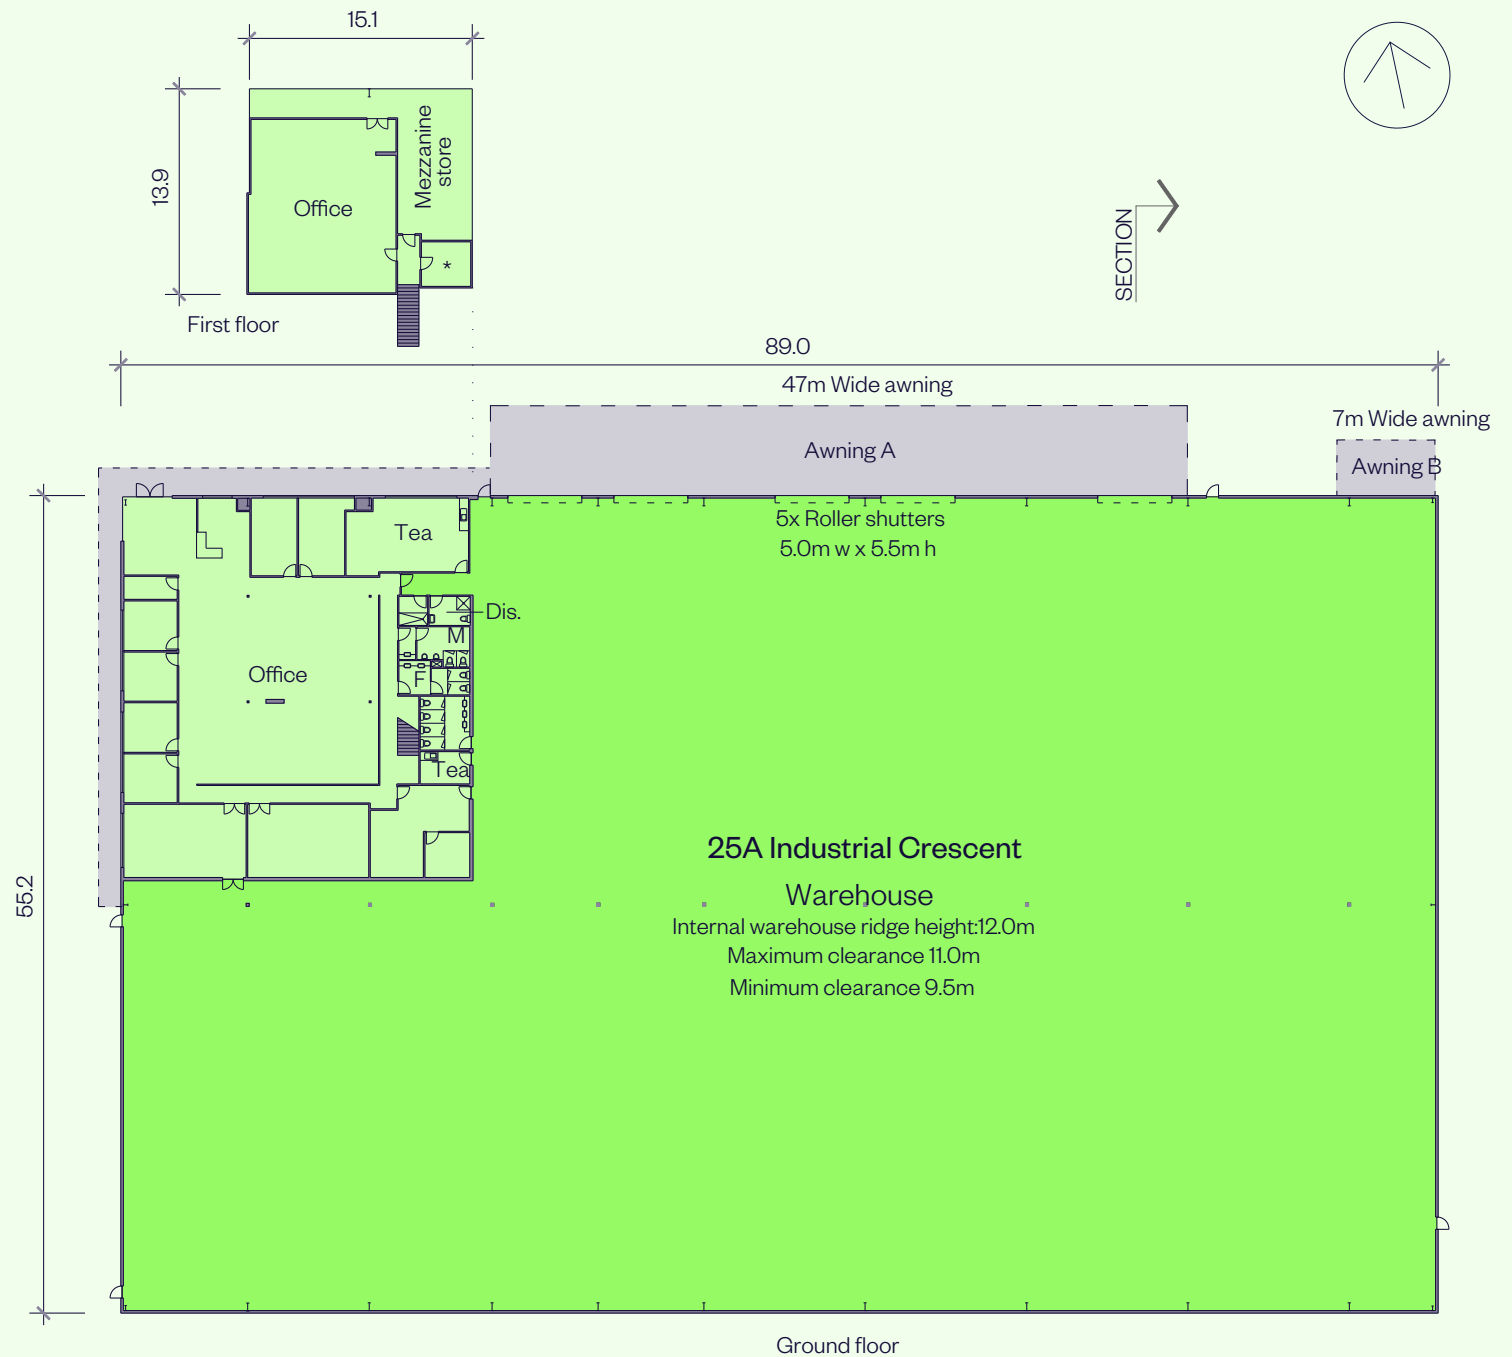 15.1
13.9
Mezzanine
store
Office
*
First floor
SECTION
89.0
47m Wide awning
7m Wide awning
Awning A
Awning B
5x Roller shutters
5.0m w x 5.5m h
Tea
Dis.
M
F
Office
Tea
55.2
25A Industrial Crescent
Warehouse
Internal warehouse ridge height:12.0m
Maximum clearance 11.0m
Minimum clearance 9.5m
Ground floor